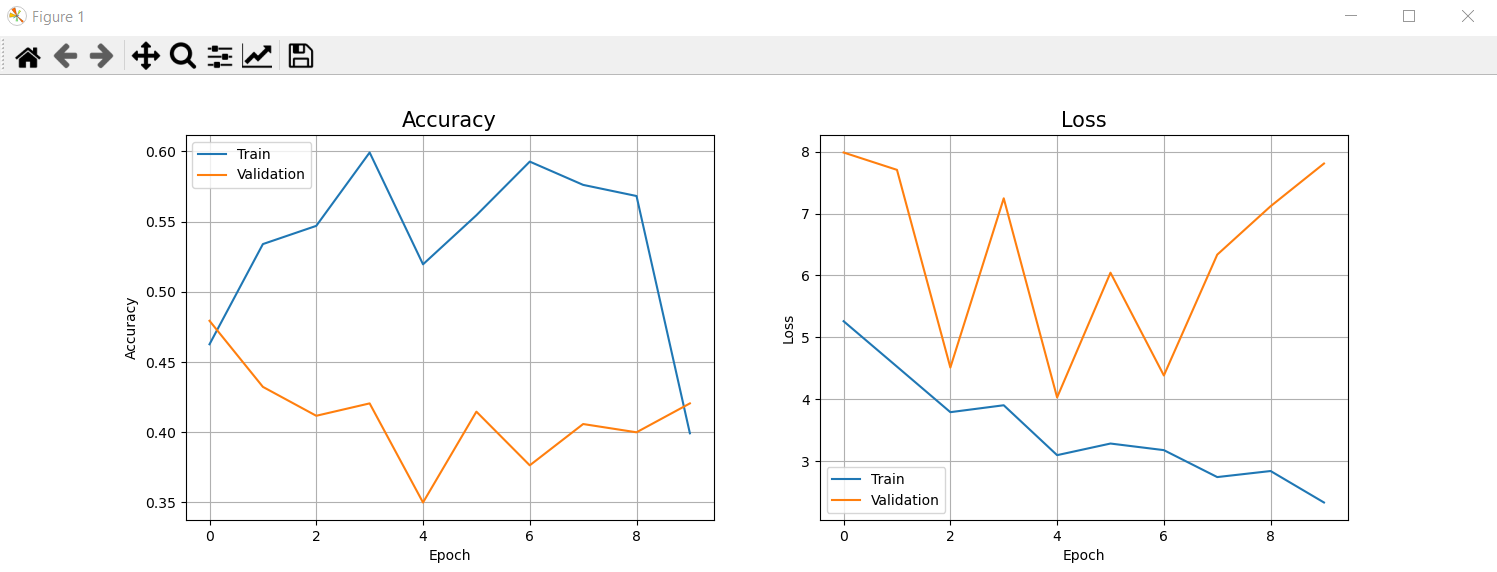 Figure 1
Accuracy
Train
Validation
0.60
0.55
0.50
0.45
0.40
0.35
Accuracy
0 2 4 6 8
Epoch
Loss
8
7
6
5
4
3
Loss
Train
Validation
0 2 4 6 8
Epoch